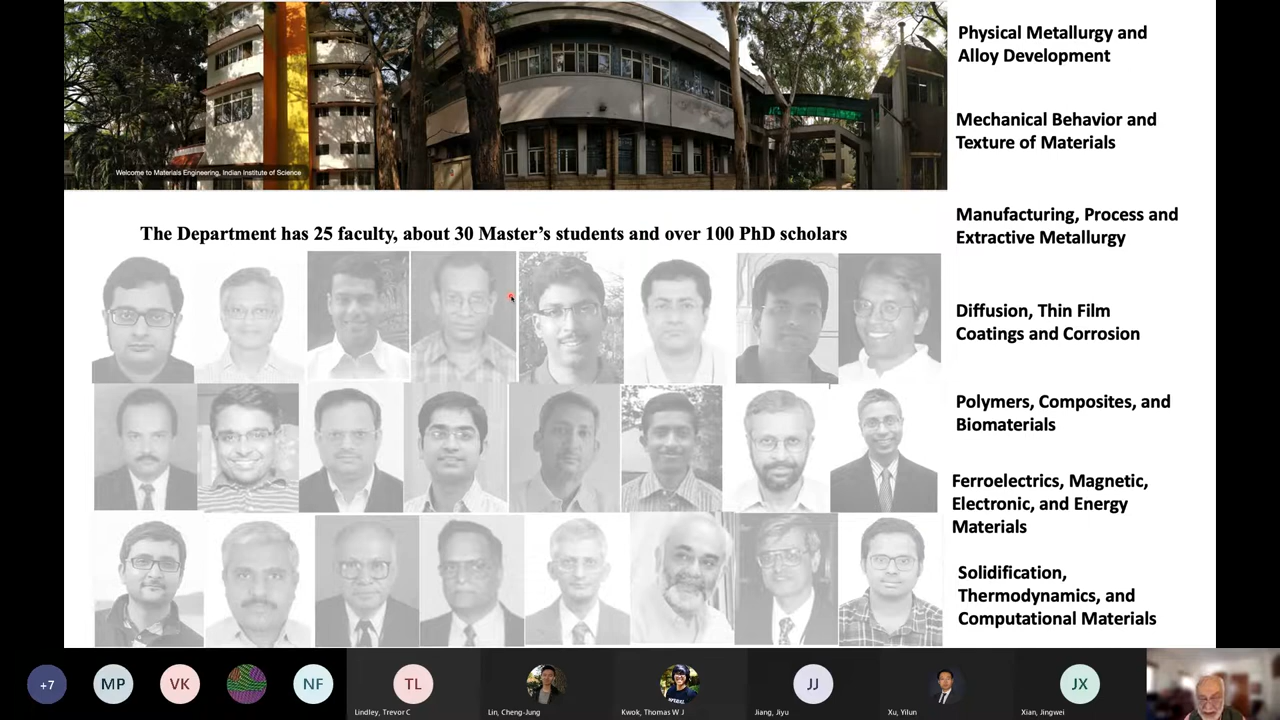 Welcome to Materials Engineering, Indian Institute of Science
The Department has 25 faculty, about 30 Master's students and over 100 PhD scholars
Physical Metallurgy and
Alloy Development
Mechanical Behavior and
Texture of Materials
Manufacturing, Process and
Extractive Metallurgy
Diffusion, Thin Film
Coatings and Corrosion
Polymers, Composites, and
Biomaterials
Ferroelectrics, Magnetic,
Electronic, and Energy
Materials
Solidification,
Thermodynamics, and
Computational Materials
+7
MP
VK
NF
TL
Lindley, Trevor C
Lin, Cheng-Jung
Kwok, Thomas W J
JJ
Jiang, Jiyu
Xu, Yilun
JX
Xian, Jingwei